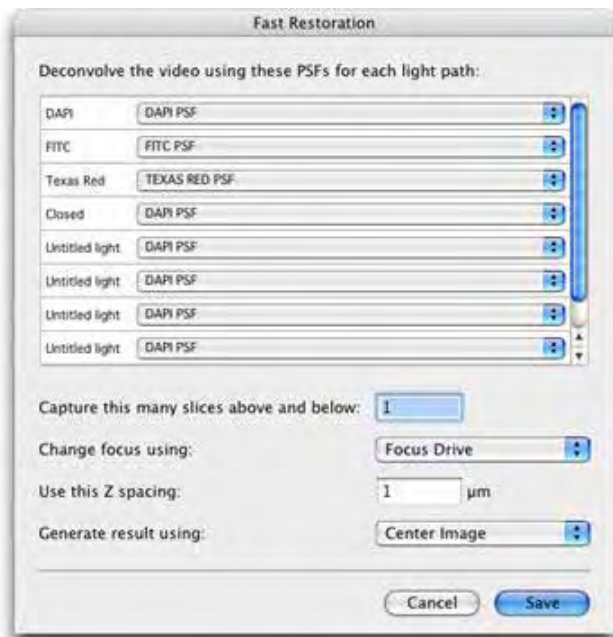 Fast Restoration
Deconvolve the video using these PSFs for each light path:
DAPI DAPI PSF
FITC FITC PSF
Texas Red TEXAS RED PSF
Closed DAPI PSF
Untitled light DAPI PSF
Untitled light DAPI PSF
Untitled light DAPI PSF
Untitled light DAPI PSF
Capture this many slices above and below: 1
Change focus using: Focus Drive
Use this Z spacing: 1 µm
Generate result using: Center Image
Cancel Save